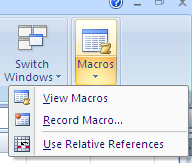 Switch
Windows
Macros
View Macros
Record Macro...
Use Relative References